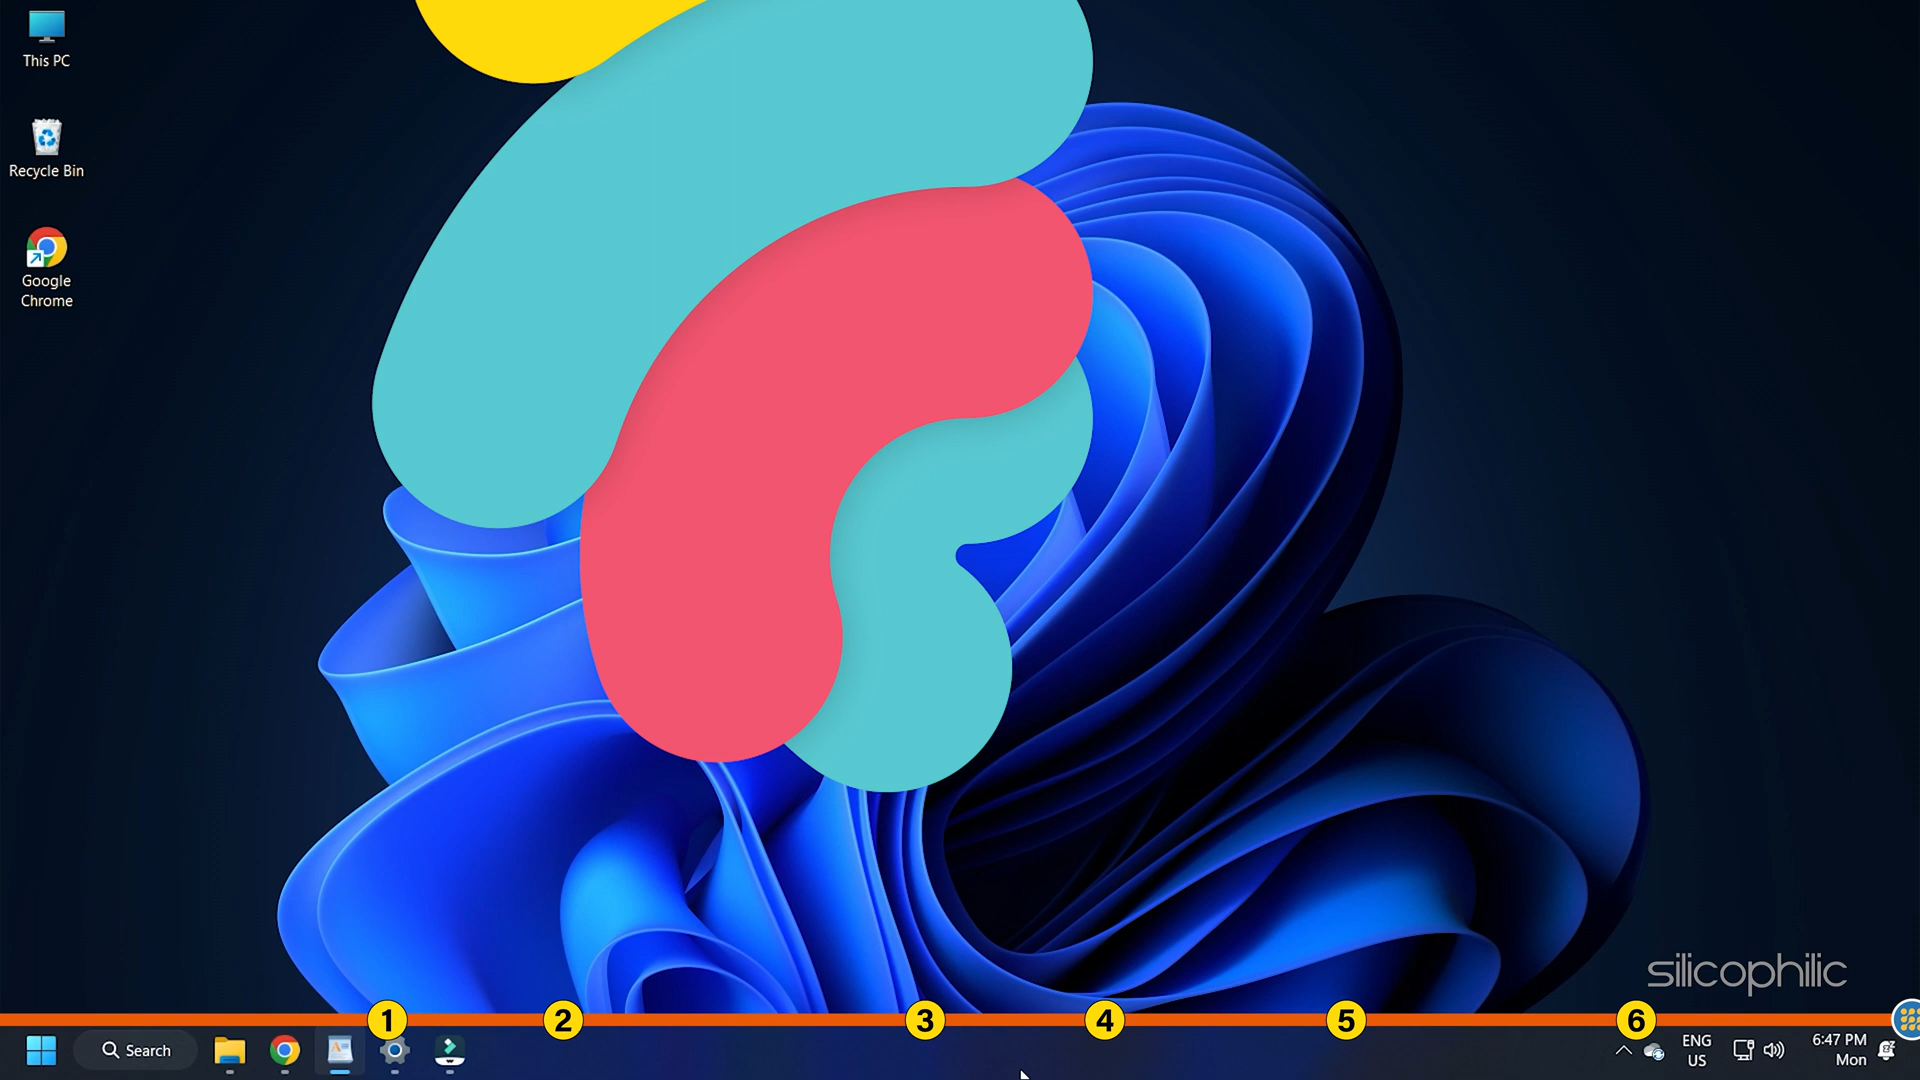 This PC
Recycle Bin
Google
Chrome
silicophilic
1 2 3 4 5 6
Search
ENG
US
6:47 PM
Mon